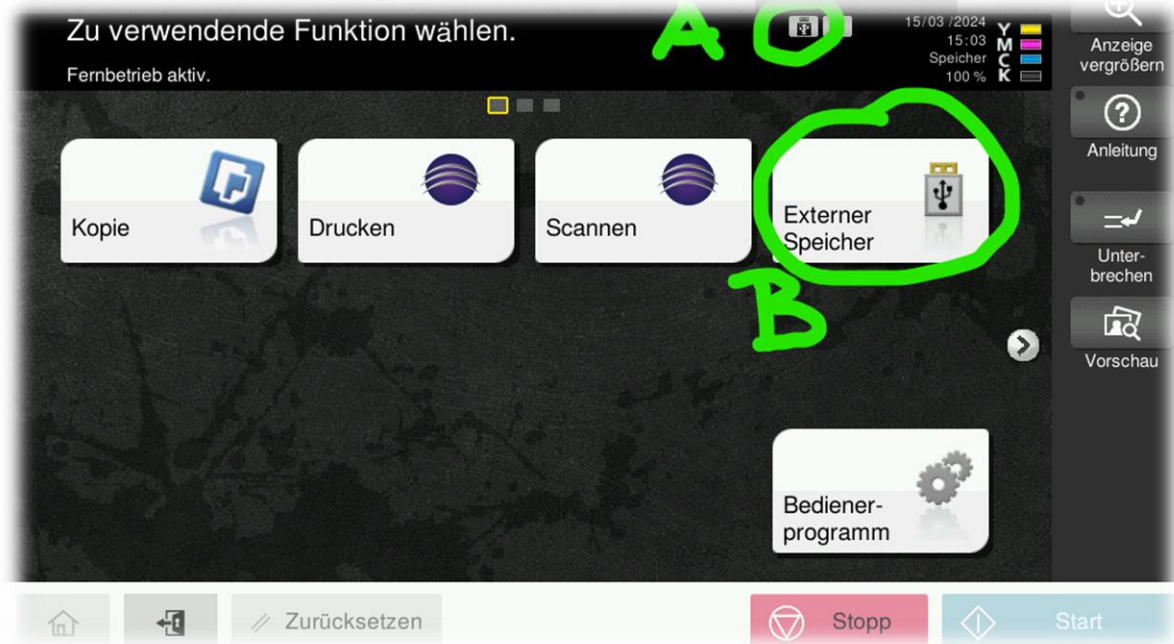 Zu verwendende Funktion wählen.
A
15/03 /2024
15:03
Speicher
100 %
Y
M
C
K
Fernbetrieb aktiv.
Anzeige
vergrößern
?
Anleitung
Kopie
Drucken
Scannen
Externer
Speicher
B
Unter-
brechen
Vorschau
Bediener-
programm
Zurücksetzen
Stopp
Start